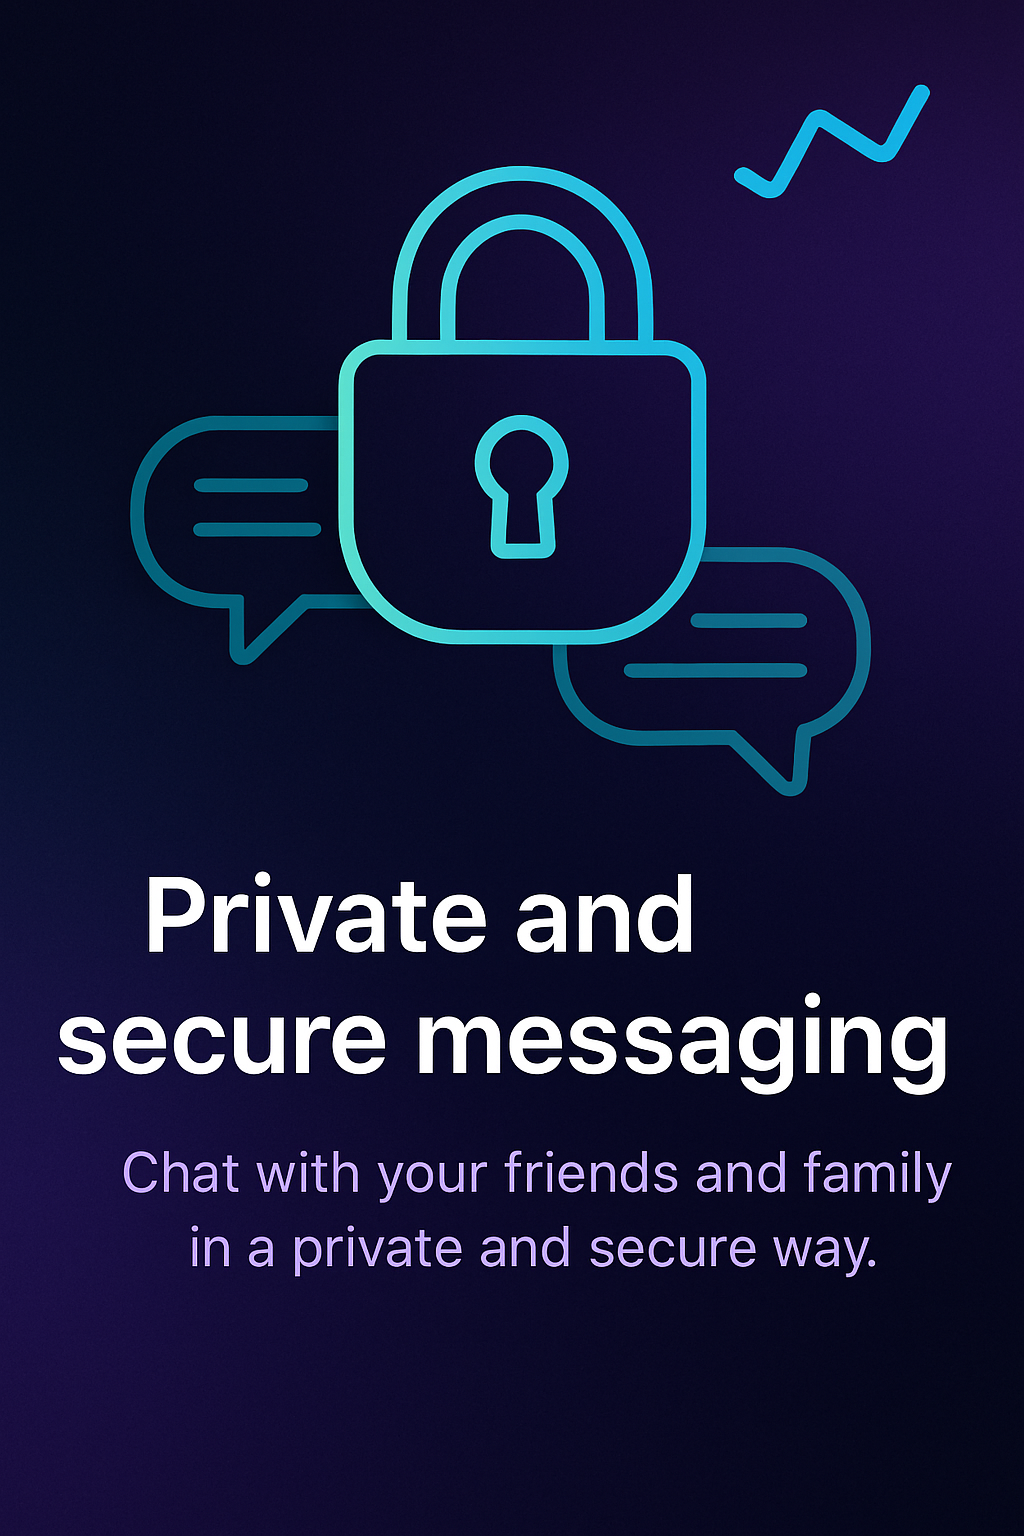 Private and
secure messaging
Chat with your friends and family
in a private and secure way.